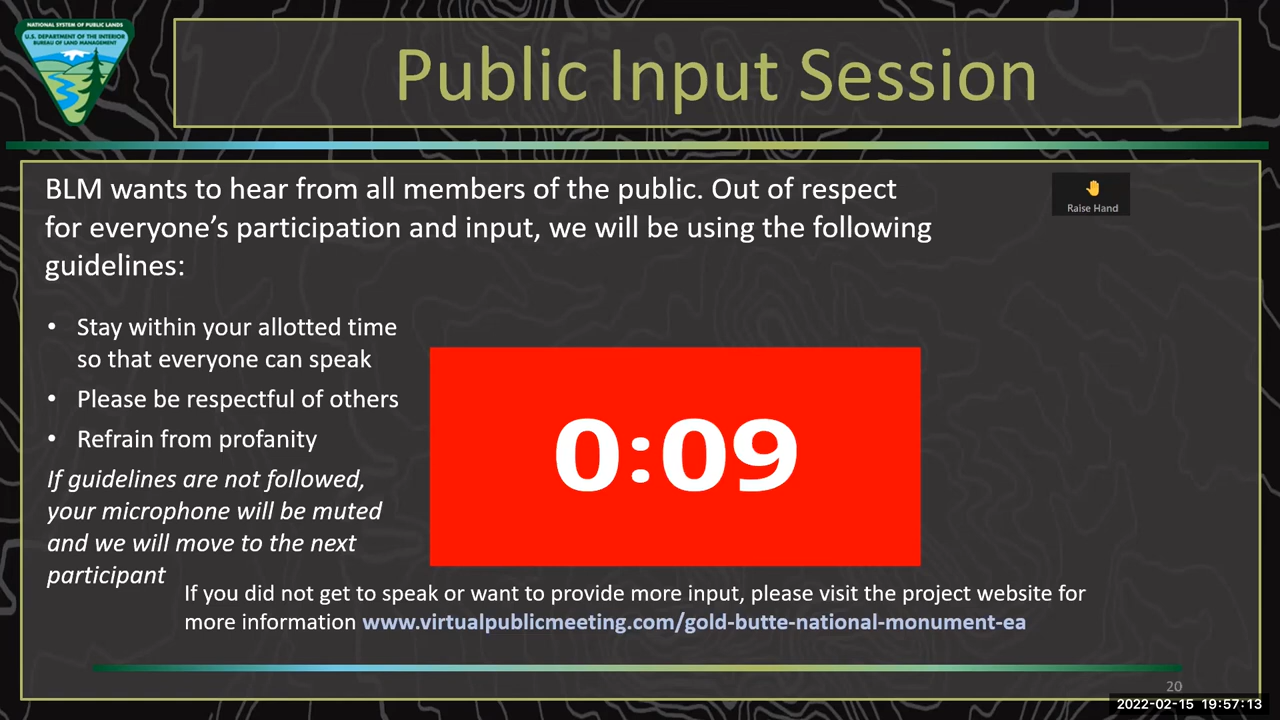 NATIONAL SYSTEM OF PUBLIC LANDS
U.S. DEPARTMENT OF THE INTERIOR
BUREAU OF LAND MANAGEMENT
Public Input Session
BLM wants to hear from all members of the public. Out of respect
for everyone’s participation and input, we will be using the following
guidelines:
Raise Hand
• Stay within your allotted time
so that everyone can speak
• Please be respectful of others
• Refrain from profanity
If guidelines are not followed,
your microphone will be muted
and we will move to the next
participant
0:09
If you did not get to speak or want to provide more input, please visit the project website for
more information www.virtualpublicmeeting.com/gold-butte-national-monument-ea
20
2022-02-15 19:57:13